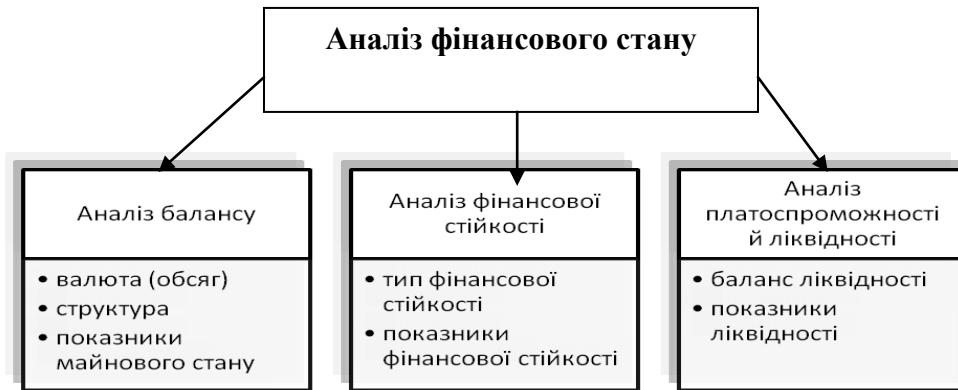 Аналіз фінансового стану
Аналіз балансу
• валюта (обсяг)
• структура
• показники
майнового стану
Аналіз фінансової
стійкості
• тип фінансової
стійкості
• показники
фінансової стійкості
Аналіз
платоспроможності
й ліквідності
• баланс ліквідності
• показники
ліквідності